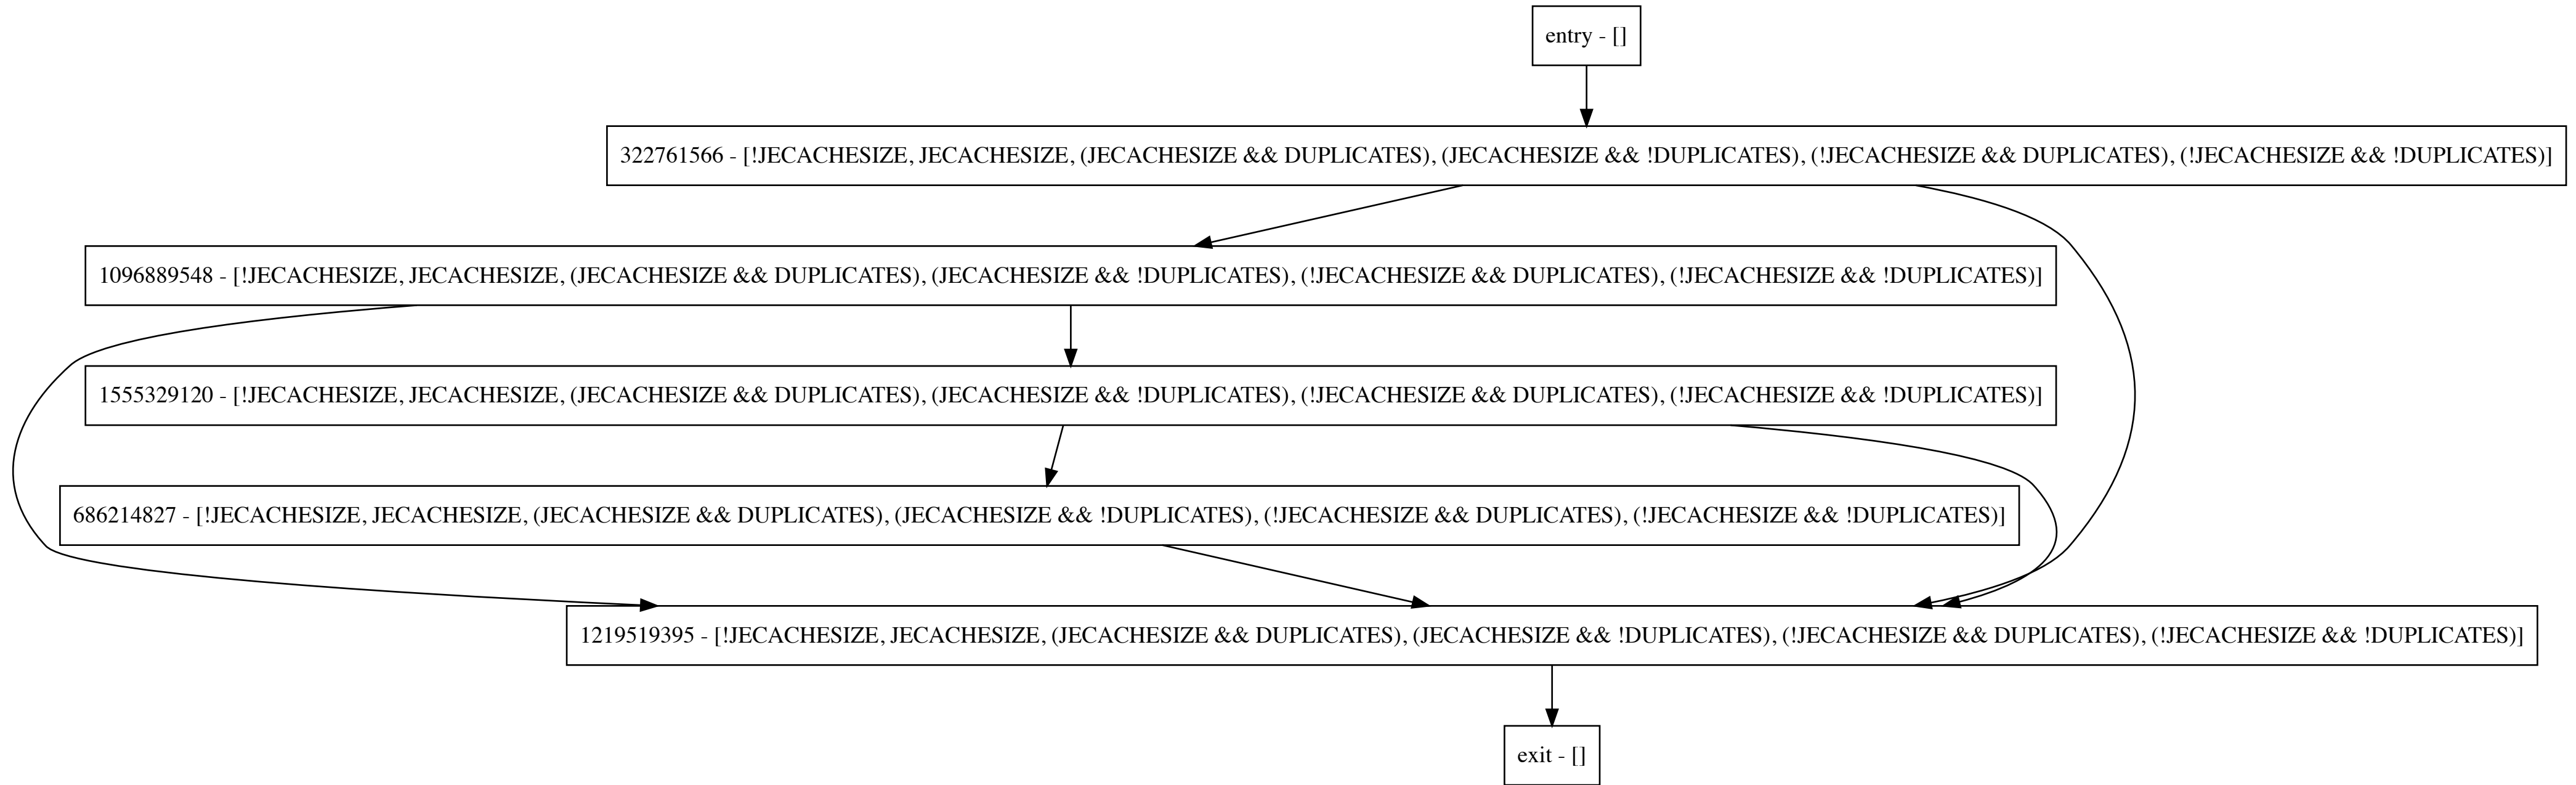 entry - []
322761566 - [!JECACHESIZE, JECACHESIZE, (JECACHESIZE && DUPLICATES), (JECACHESIZE && !DUPLICATES), (!JECACHESIZE && DUPLICATES), (!JECACHESIZE && !DUPLICATES)]
1096889548 - [!JECACHESIZE, JECACHESIZE, (JECACHESIZE && DUPLICATES), (JECACHESIZE && !DUPLICATES), (!JECACHESIZE && DUPLICATES), (!JECACHESIZE && !DUPLICATES)]
1555329120 - [!JECACHESIZE, JECACHESIZE, (JECACHESIZE && DUPLICATES), (JECACHESIZE && !DUPLICATES), (!JECACHESIZE && DUPLICATES), (!JECACHESIZE && !DUPLICATES)]
686214827 - [!JECACHESIZE, JECACHESIZE, (JECACHESIZE && DUPLICATES), (JECACHESIZE && !DUPLICATES), (!JECACHESIZE && DUPLICATES), (!JECACHESIZE && !DUPLICATES)]
1219519395 - [!JECACHESIZE, JECACHESIZE, (JECACHESIZE && DUPLICATES), (JECACHESIZE && !DUPLICATES), (!JECACHESIZE && DUPLICATES), (!JECACHESIZE && !DUPLICATES)]
exit - []